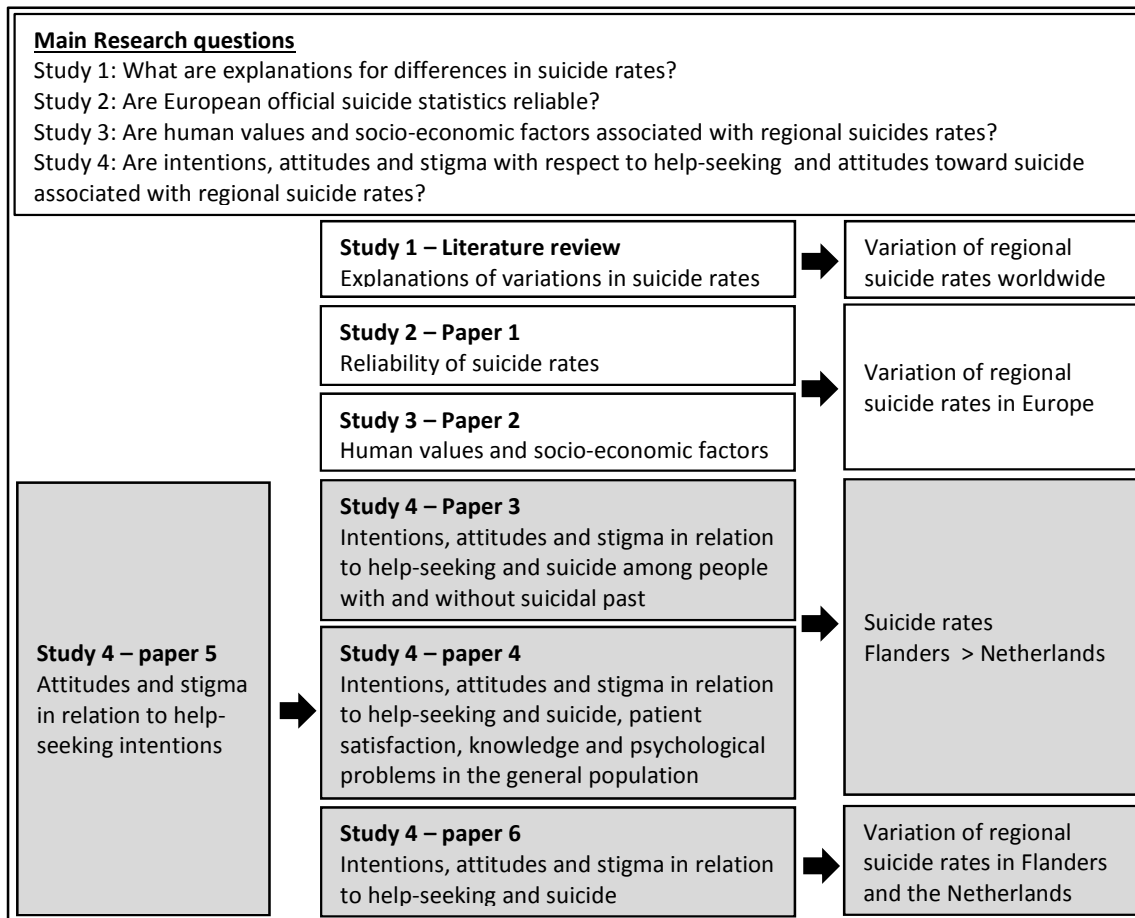 Main Research questions
Study 1: What are explanations for differences in suicide rates?
Study 2: Are European official suicide statistics reliable?
Study 3: Are human values and socio-economic factors associated with regional suicides rates?
Study 4: Are intentions, attitudes and stigma with respect to help-seeking  and attitudes toward suicide
associated with regional suicide rates?
Study 1 – Literature review
Explanations of variations in suicide rates
Variation of regional
suicide rates worldwide
Study 2 – Paper 1
Reliability of suicide rates
Study 3 – Paper 2
Human values and socio-economic factors
Variation of regional
suicide rates in Europe
Study 4 – paper 5
Attitudes and stigma
in relation to help-
seeking intentions
Study 4 – Paper 3
Intentions, attitudes and stigma in relation
to help-seeking and suicide among people
with and without suicidal past
Study 4 – paper 4
Intentions, attitudes and stigma in relation
to help-seeking and suicide, patient
satisfaction, knowledge and psychological
problems in the general population
Suicide rates
Flanders  > Netherlands
Study 4 – paper 6
Intentions, attitudes and stigma in relation
to help-seeking and suicide
Variation of regional
suicide rates in Flanders
and the Netherlands